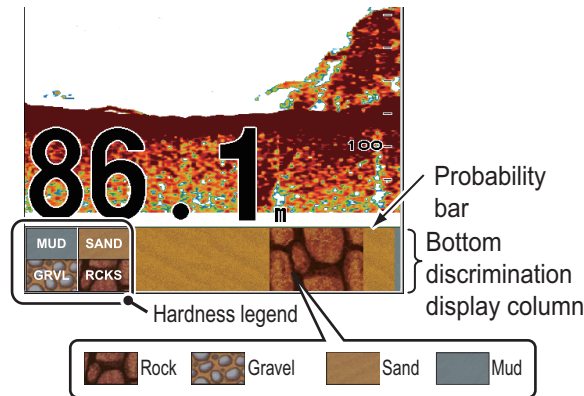 100
86.1
m
Probability
bar
MUD SAND
GRVL RCKS
Bottom
discrimination
display column
Hardness legend
Rock Gravel Sand Mud